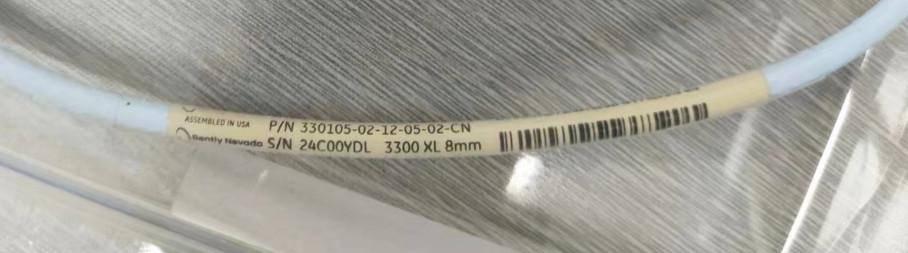 ASSEMBLED IN USA
P/N 330105-02-12-05-02-CN
Bently Nevada S/N 24C00YDL 3300 XL 8mm